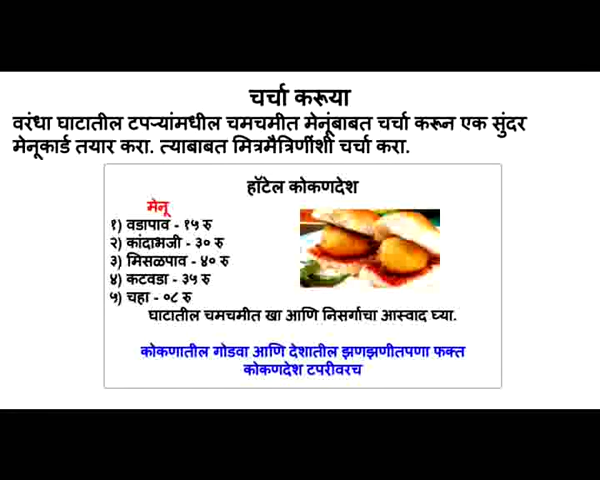 चर्चा करूया
वरंधा घाटातील टपऱ्यांमधील चमचमीत मेनूंबाबत चर्चा करून एक सुंदर
मेनूकार्ड तयार करा. त्याबाबत मित्रमैत्रिणींशी चर्चा करा.
हॉटेल कोकणदेश
मेनू
१) वडापाव - १५ रु
२) कांदाभजी - ३० रु
३) मिसळपाव - ४० रु
४) कटवडा - ३५ रु
५) चहा - ०८ रु
घाटातील चमचमीत खा आणि निसर्गाचा आस्वाद घ्या.
कोकणातील गोडवा आणि देशातील झणझणीतपणा फक्त
कोकणदेश टपरीवरच